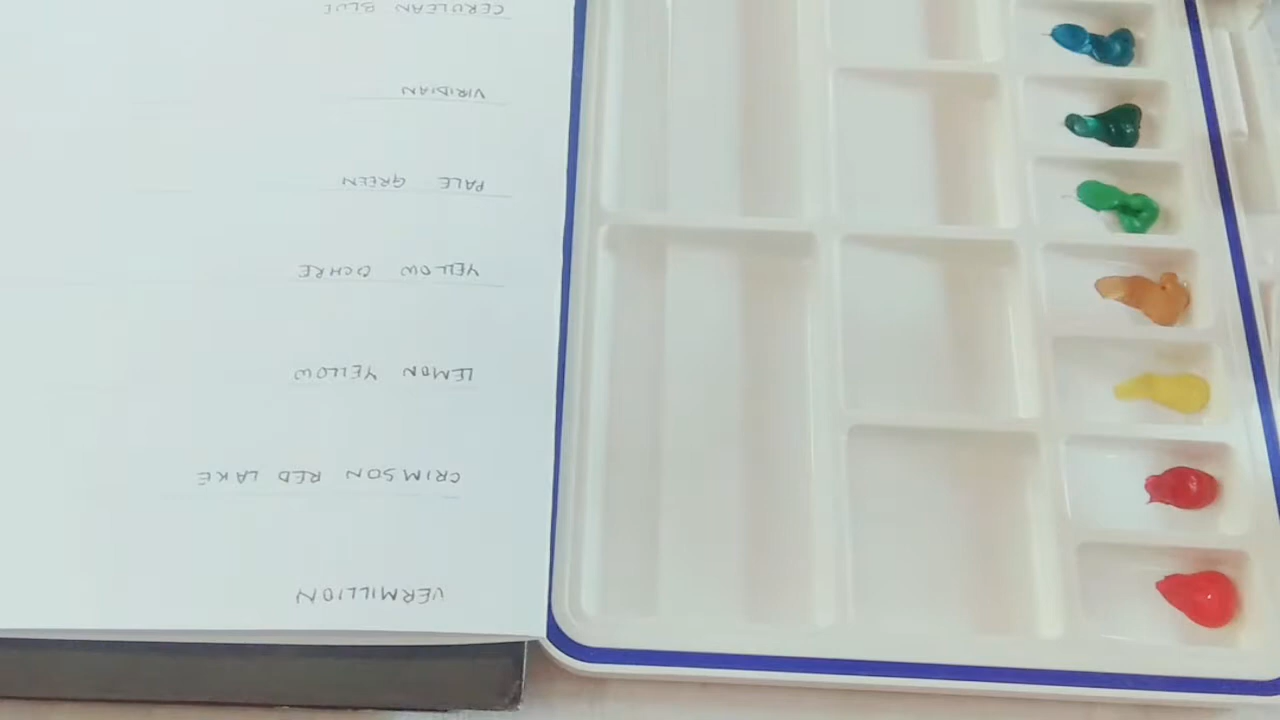 VERMILLION
CRIMSON RED LAKE
LEMON YELLOW
YELLOW OCHRE
PALE GREEN
VIRIDIAN
CERULEAN BLUE